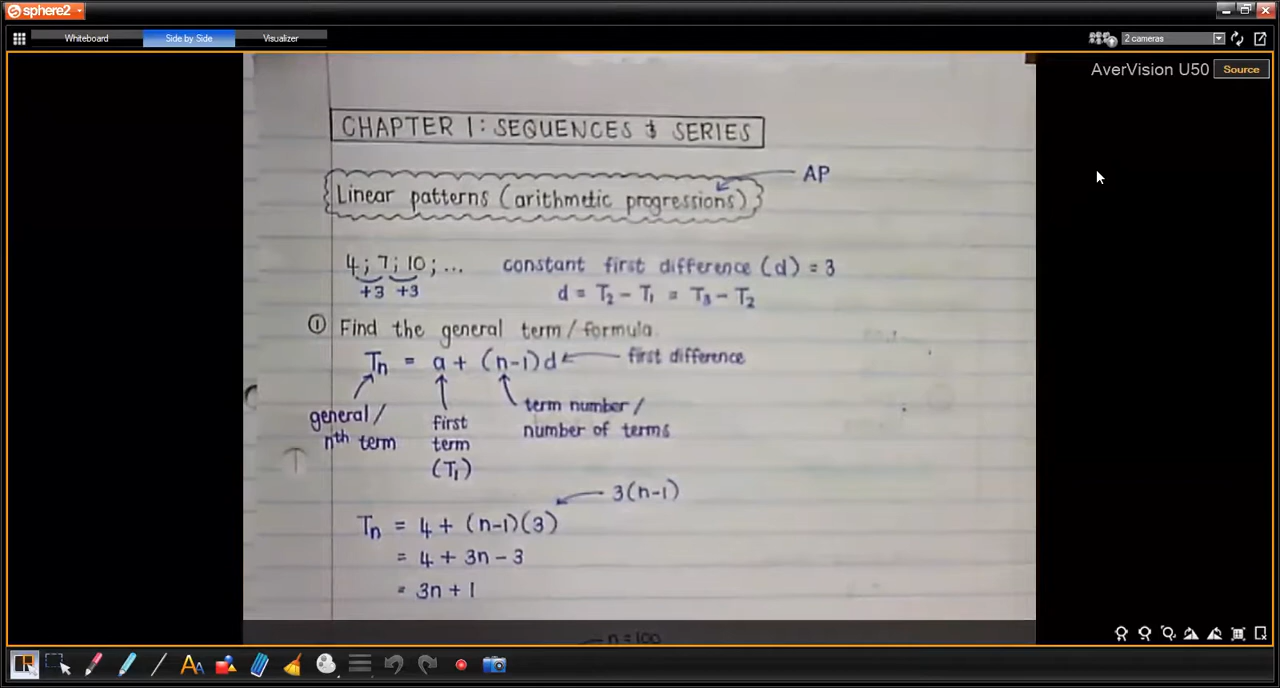 sphere2
Whiteboard Side by Side Visualizer 2 cameras
AverVision U50 Source
CHAPTER 1: SEQUENCES & SERIES
AP
Linear patterns (arithmetic progressions)
4; 7; 10; ... constant first difference (d) = 3
+3 +3 d = T₂ - T₁ = T₃ - T₂
① Find the general term/formula.
Tn = a + (n-1)d first difference
general/ nth term
first term (T₁)
term number/ number of terms
3(n-1)
Tn = 4 + (n-1)(3)
= 4 + 3n - 3
= 3n + 1
n = 100